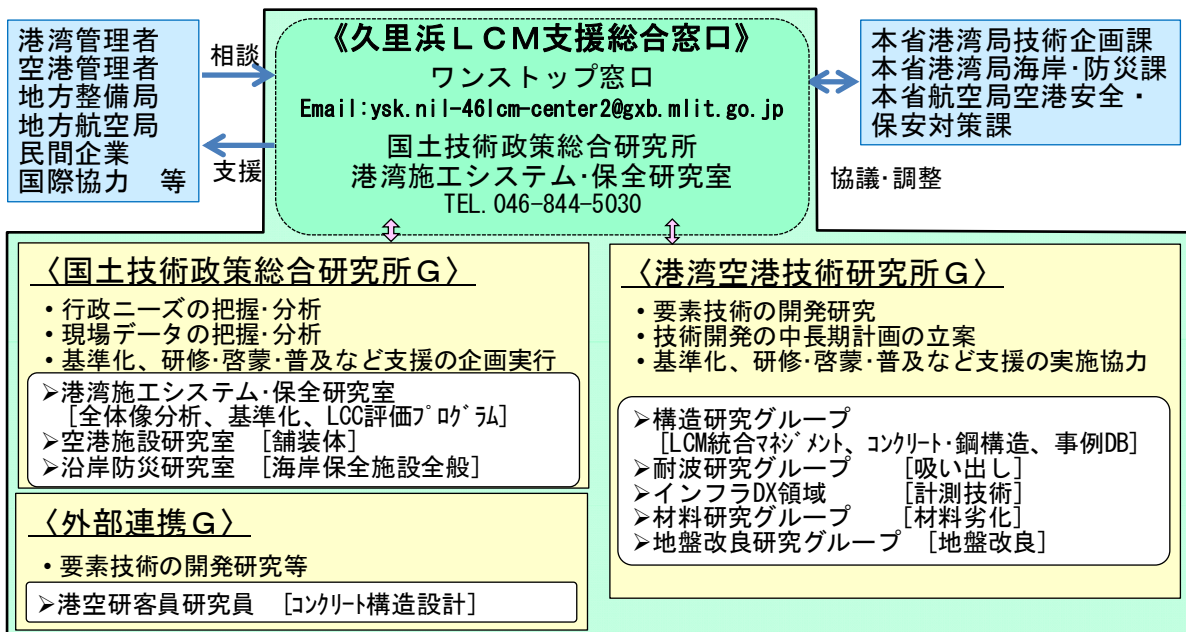 港湾管理者
空港管理者
地方整備局
地方航空局
民間企業
国際協力 等
相談
支援
《久里浜ＬＣＭ支援総合窓口》
ワンストップ窓口
Email:ysk.nil-46lcm-center2@gxb.mlit.go.jp
国土技術政策総合研究所
港湾施工システム・保全研究室
TEL. 046-844-5030
本省港湾局技術企画課
本省港湾局海岸・防災課
本省航空局空港安全・
保安対策課
協議・調整
〈国土技術政策総合研究所Ｇ〉
・行政ニーズの把握・分析
・現場データの把握・分析
・基準化、研修・啓蒙・普及など支援の企画実行
➢港湾施工システム・保全研究室
[全体像分析、基準化、LCC評価ﾌﾟﾛｸﾞﾗﾑ]
➢空港施設研究室 [舗装体]
➢沿岸防災研究室 [海岸保全施設全般]
〈外部連携Ｇ〉
・要素技術の開発研究等
➢港空研客員研究員 [ｺﾝｸﾘｰﾄ構造設計]
〈港湾空港技術研究所Ｇ〉
・要素技術の開発研究
・技術開発の中長期計画の立案
・基準化、研修・啓蒙・普及など支援の実施協力
➢構造研究グループ
[LCM統合ﾏﾈｼﾞﾒﾝﾄ、ｺﾝｸﾘｰﾄ・鋼構造、事例DB]
➢耐波研究グループ [吸い出し]
➢インフラDX領域 [計測技術]
➢材料研究グループ [材料劣化]
➢地盤改良研究グループ [地盤改良]